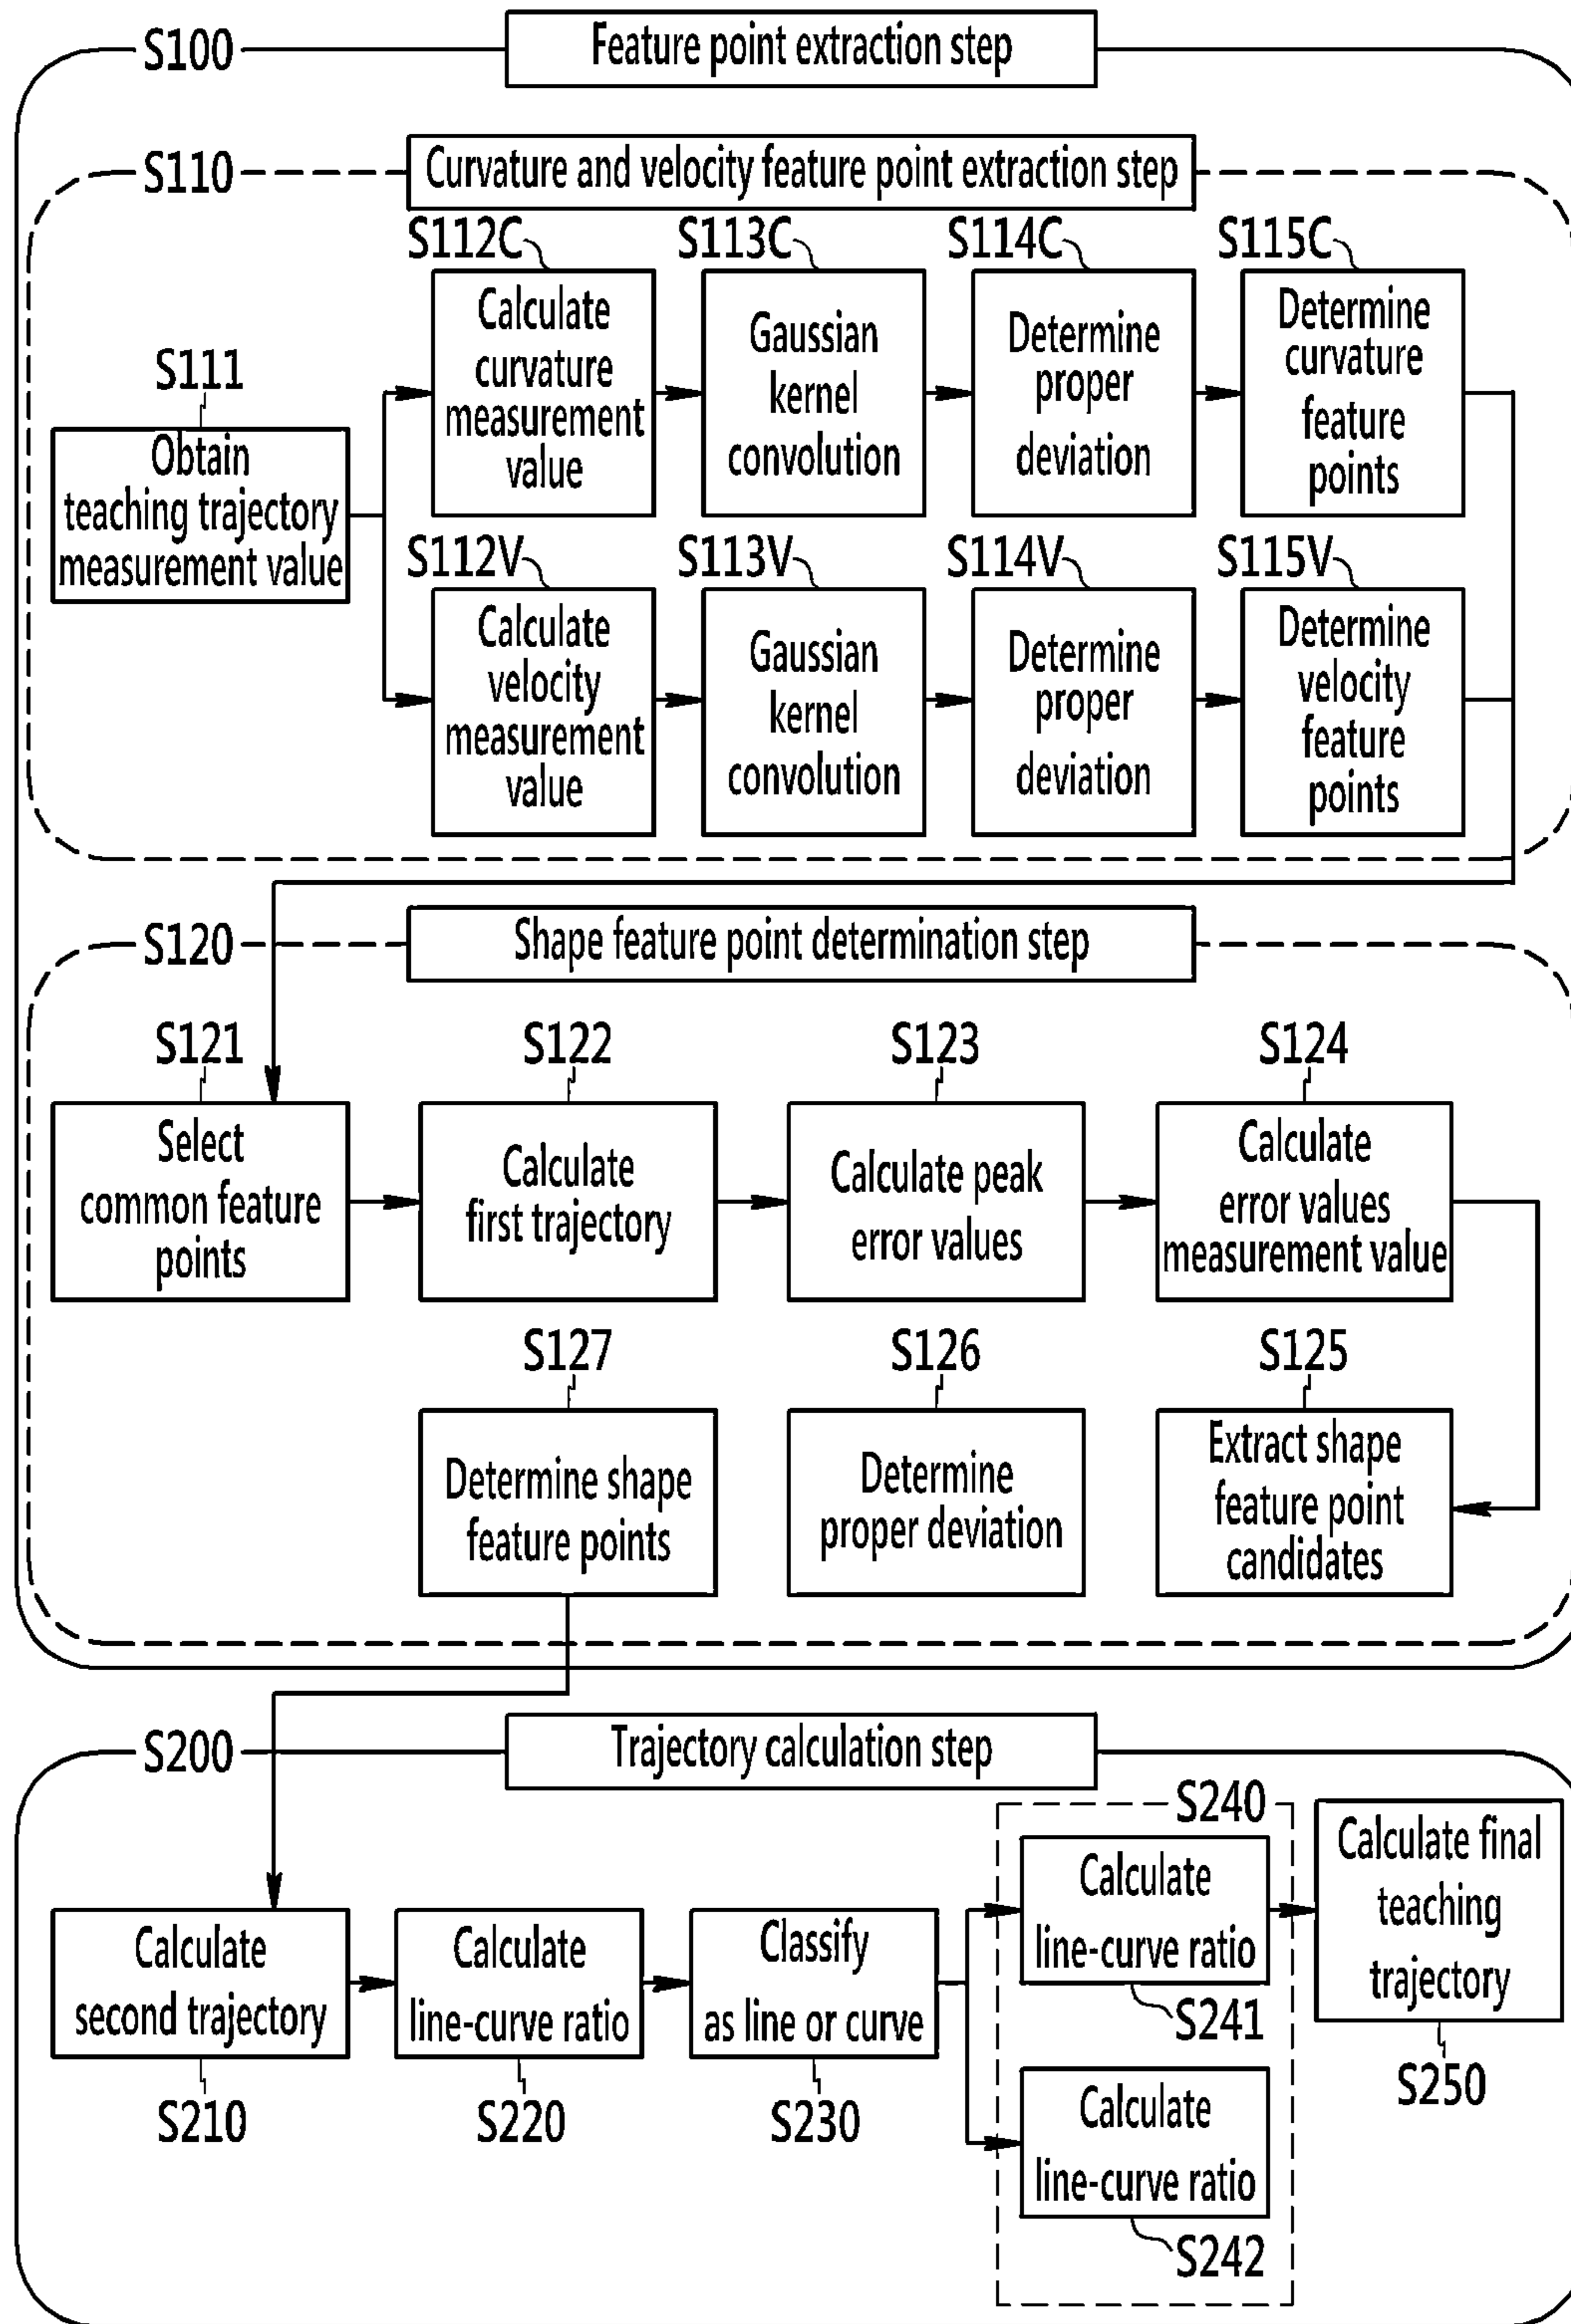 S100
Feature point extraction step
S110
Curvature and velocity feature point extraction step
S112C
S113C
S114C
S115C
Calculate
curvature
measurement
value
Gaussian
kernel
convolution
Determine
proper
deviation
Determine
curvature
feature
points
S111
Obtain
teaching trajectory
measurement value
S112V
S113V
S114V
S115V
Calculate
velocity
measurement
value
Gaussian
kernel
convolution
Determine
proper
deviation
Determine
velocity
feature
points
S120
Shape feature point determination step
S121
S122
S123
S124
Select
common feature
points
Calculate
first trajectory
Calculate peak
error values
Calculate
error values
measurement value
S127
S126
S125
Determine shape
feature points
Determine
proper deviation
Extract shape
feature point
candidates
S200
Trajectory calculation step
S240
Calculate
second trajectory
S210
Calculate
line-curve ratio
S220
Classify
as line or curve
S230
Calculate
line-curve ratio
S241
Calculate
line-curve ratio
S242
Calculate final
teaching
trajectory
S250